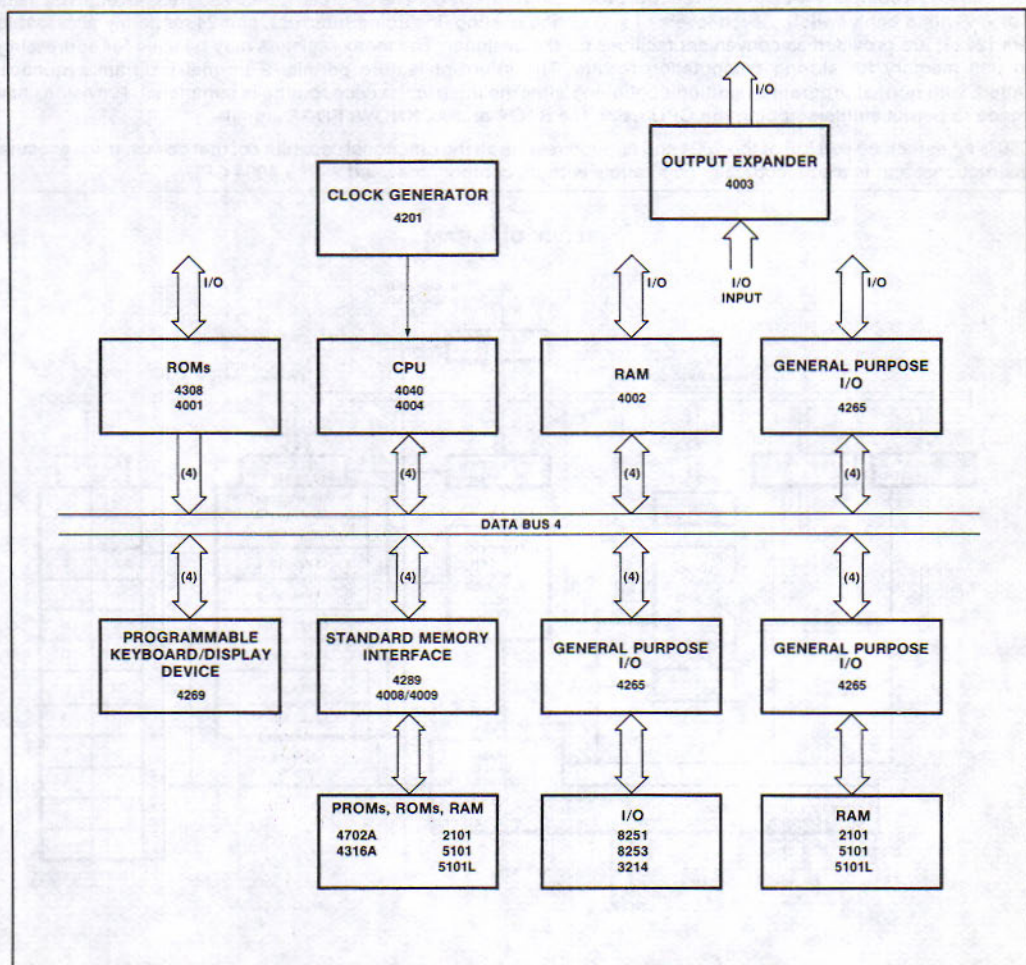 I/O
OUTPUT EXPANDER
4003
CLOCK GENERATOR
4201
I/O
I/O
I/O
INPUT
I/O
ROMs
4308
4001
CPU
4040
4004
RAM
4002
GENERAL PURPOSE
I/O
4265
(4)
(4)
(4)
(4)
DATA BUS 4
(4)
(4)
(4)
(4)
PROGRAMMABLE
KEYBOARD/DISPLAY
DEVICE
4269
STANDARD MEMORY
INTERFACE
4289
4008/4009
GENERAL PURPOSE
I/O
4265
GENERAL PURPOSE
I/O
4265
PROMs, ROMs, RAM
4702A 2101
4316A 5101
5101L
I/O
8251
8253
3214
RAM
2101
5101
5101L